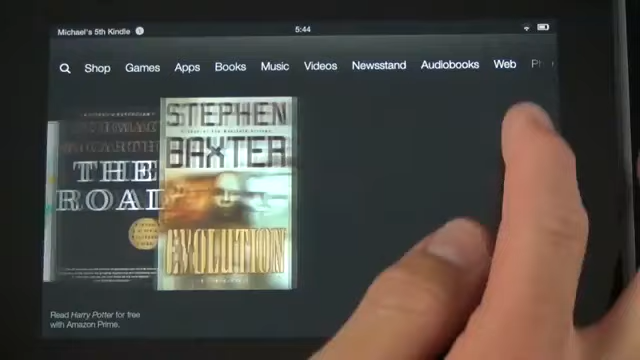 Michael's 5th Kindle
5:44
Shop Games Apps Books Music Videos Newsstand Audiobooks Web
THE
ROAD
STEPHEN
BAXTER
EVOLUTION
Read Harry Potter for free
with Amazon Prime.